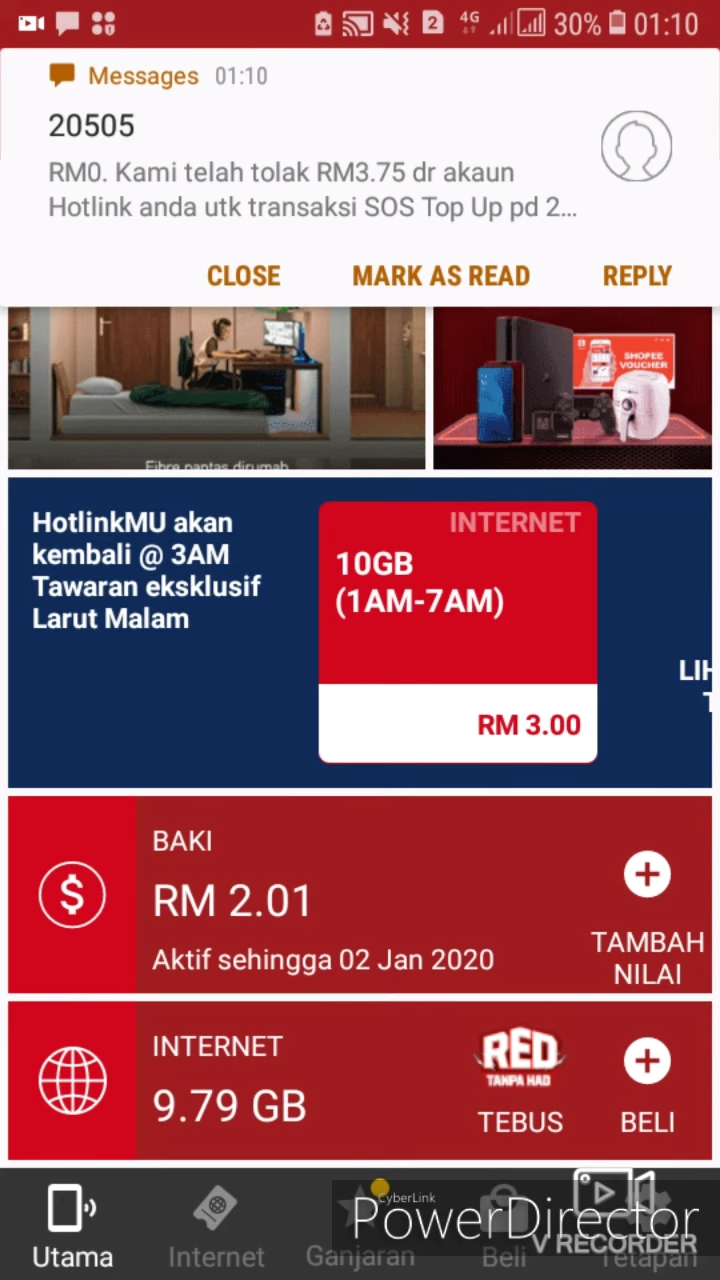 2 4G 30% 01:10
Messages 01:10
20505
RM0. Kami telah tolak RM3.75 dr akaun
Hotlink anda utk transaksi SOS Top Up pd 2...
CLOSE MARK AS READ REPLY
SHOPEE
VOUCHER
Fibre pantas dirumah
HotlinkMU akan
kembali @ 3AM
Tawaran eksklusif
Larut Malam
INTERNET
10GB
(1AM-7AM)
RM 3.00
LIH
T
BAKI
RM 2.01
Aktif sehingga 02 Jan 2020
TAMBAH
NILAI
INTERNET
9.79 GB
RED
TANPA HAD
TEBUS
BELI
CyberLink
PowerDirector
V RECORDER
Utama Internet Ganjaran Beli Tetapan